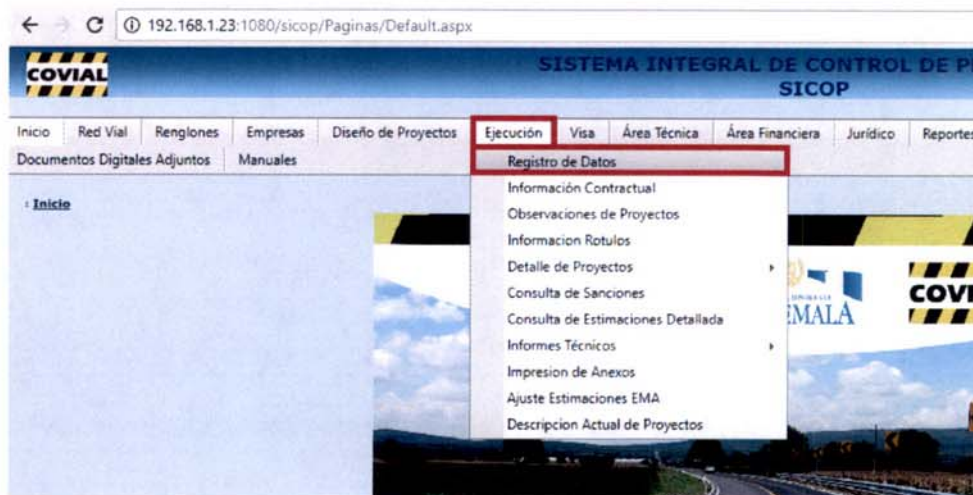 192.168.1.23:1080/sicop/Paginas/Default.aspx
COVIAL
SISTEMA INTEGRAL DE CONTROL DE
SICOP
Inicio Red Vial Renglones Empresas Diseño de Proyectos Ejecución Visa Área Técnica Área Financiera Jurídico Reportes
Documentos Digitales Adjuntos Manuales
: Inicio
Registro de Datos
Información Contractual
Observaciones de Proyectos
Informacion Rotulos
Detalle de Proyectos
Consulta de Sanciones
Consulta de Estimaciones Detallada
Informes Técnicos
Impresion de Anexos
Ajuste Estimaciones EMA
Descripcion Actual de Proyectos
EMALA
COVI